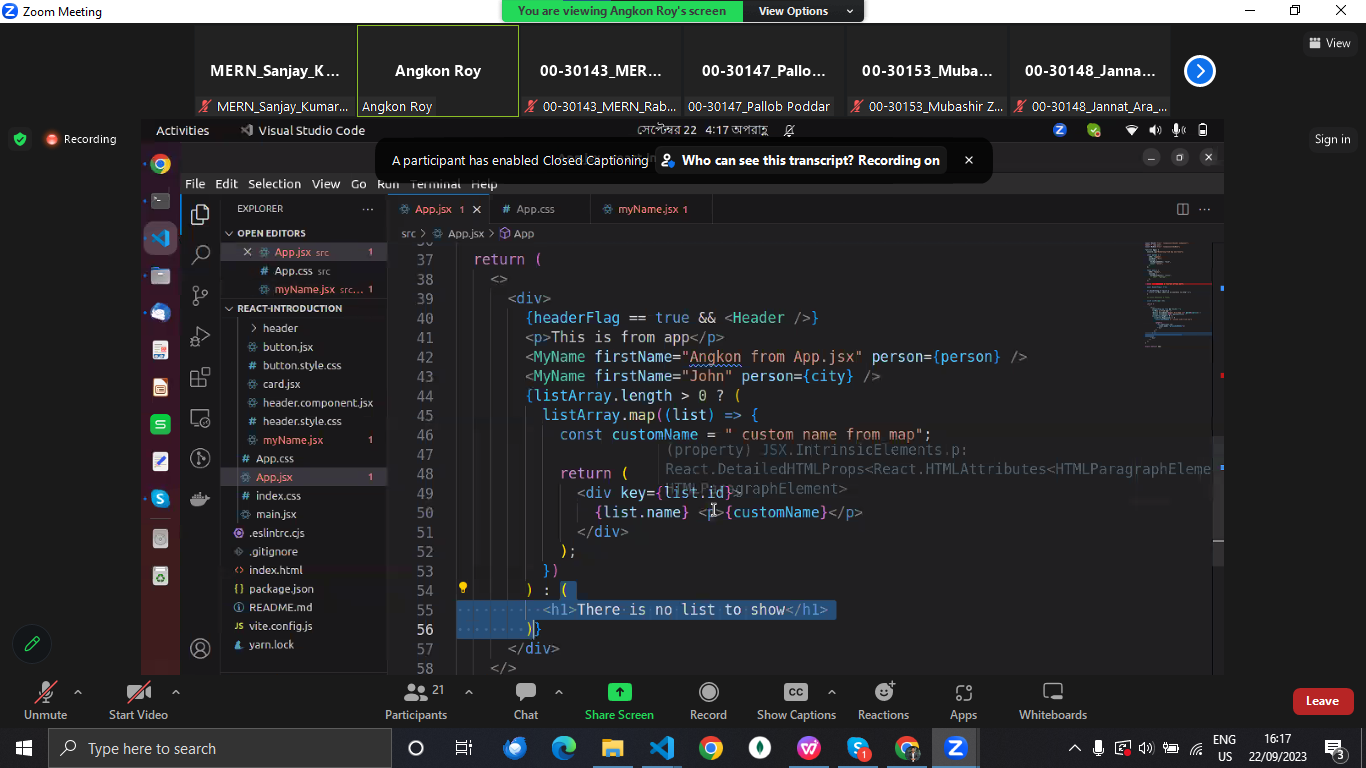 Zoom Meeting
You are viewing Angkon Roy's screen
View Options
MERN_Sanjay_K...
Angkon Roy
00-30143_MER...
00-30147_Pallo...
00-30153_Muba...
00-30148_Janna...
View
MERN_Sanjay_Kumar...
Angkon Roy
00-30143_MERN_Rab...
00-30147_Pallob Poddar
00-30153_Mubashir Z...
00-30148_Jannat_Ara_...
Recording
Activities
Visual Studio Code
সেপ্টেম্বর 22 4:17 অপরাহ্ণ
Sign in
A participant has enabled Closed Captioning
Who can see this transcript? Recording on
File Edit Selection View Go Run Terminal Help
EXPLORER
App.jsx 1
App.css
myName.jsx 1
OPEN EDITORS
src > App.jsx > App
App.jsx src 1
App.css src
myName.jsx src... 1
REACT-INTRODUCTION
header
button.jsx
button.style.css
card.jsx
header.component.jsx
header.style.css
myName.jsx 1
App.css
App.jsx 1
index.css
main.jsx
.eslintrc.cjs
.gitignore
index.html
package.json
README.md
vite.config.js
yarn.lock
37 return (
38 <>
39 <div>
40 {headerFlag == true && <Header />}
41 <p>This is from app</p>
42 <MyName firstName="Angkon from App.jsx" person={person} />
43 <MyName firstName="John" person={city} />
44 {listArray.length > 0 ? (
45 listArray.map((list) => {
46 const customName = " custom name from map";
47
(property) JSX.IntrinsicElements.p:
React.DetailedHTMLProps<React.HTMLAttributes<HTMLParagraphEleme
HTMLParagraphElement>
48 return (
49 <div key={list.id}>
50 {list.name} <p>{customName}</p>
51 </div>
52 );
53 })
54 ) : (
55 <h1>There is no list to show</h1>
56 )}
57 </div>
58 </>
Unmute
Start Video
Participants
21
Chat
Share Screen
Record
CC
Show Captions
Reactions
Apps
Whiteboards
Leave
Type here to search
1
ENG
US
16:17
22/09/2023
3